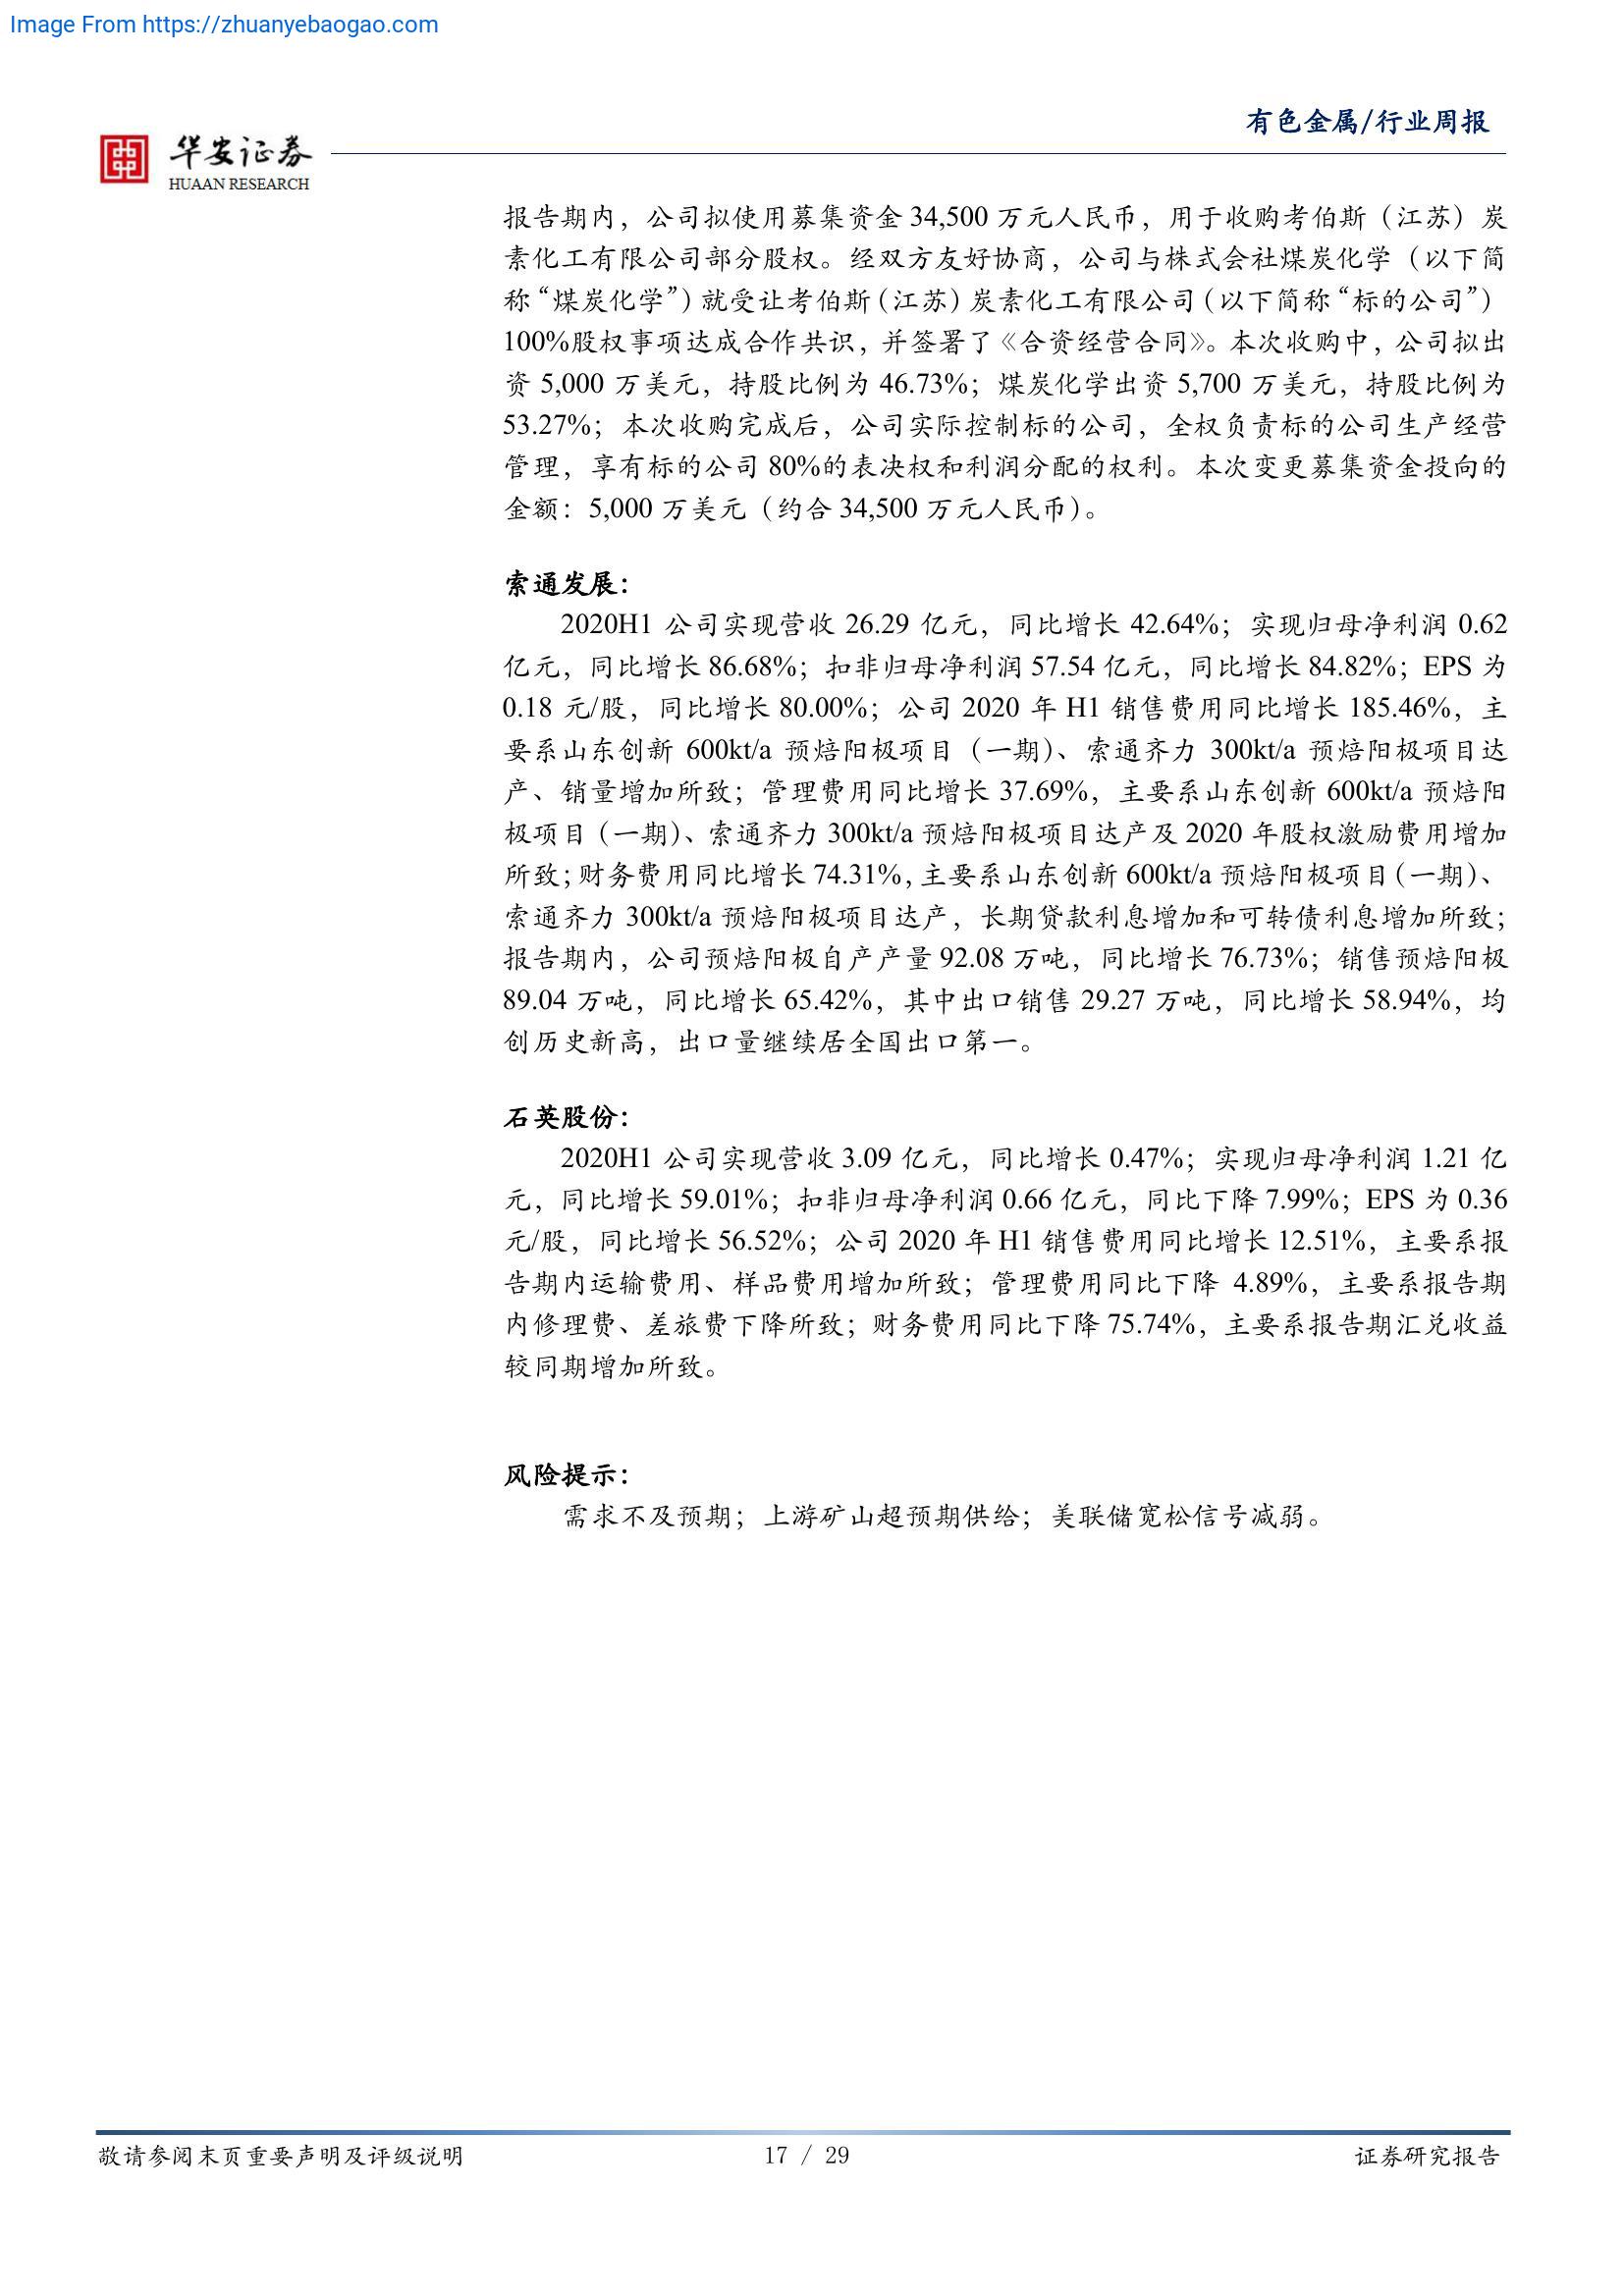 Image From https://zhuanyebaogao.com
有色金属/行业周报
华安证券
HUAAN RESEARCH
报告期内，公司拟使用募集资金 34,500 万元人民币，用于收购考伯斯（江苏）炭
素化工有限公司部分股权。经双方友好协商，公司与株式会社煤炭化学（以下简
称“煤炭化学”）就受让考伯斯（江苏）炭素化工有限公司（以下简称“标的公司”）
100%股权事项达成合作共识，并签署了《合资经营合同》。本次收购中，公司拟出
资 5,000 万美元，持股比例为 46.73%；煤炭化学出资 5,700 万美元，持股比例为
53.27%；本次收购完成后，公司实际控制标的公司，全权负责标的公司生产经营
管理，享有标的公司 80%的表决权和利润分配的权利。本次变更募集资金投向的
金额：5,000 万美元（约合 34,500 万元人民币）。
索通发展：
2020H1 公司实现营收 26.29 亿元，同比增长 42.64%；实现归母净利润 0.62
亿元，同比增长 86.68%；扣非归母净利润 57.54 亿元，同比增长 84.82%；EPS 为
0.18 元/股，同比增长 80.00%；公司 2020 年 H1 销售费用同比增长 185.46%，主
要系山东创新 600kt/a 预焙阳极项目（一期）、索通齐力 300kt/a 预焙阳极项目达
产、销量增加所致；管理费用同比增长 37.69%，主要系山东创新 600kt/a 预焙阳
极项目（一期）、索通齐力 300kt/a 预焙阳极项目达产及 2020 年股权激励费用增加
所致；财务费用同比增长 74.31%，主要系山东创新 600kt/a 预焙阳极项目（一期）、
索通齐力 300kt/a 预焙阳极项目达产，长期贷款利息增加和可转债利息增加所致；
报告期内，公司预焙阳极自产产量 92.08 万吨，同比增长 76.73%；销售预焙阳极
89.04 万吨，同比增长 65.42%，其中出口销售 29.27 万吨，同比增长 58.94%，均
创历史新高，出口量继续居全国出口第一。
石英股份：
2020H1 公司实现营收 3.09 亿元，同比增长 0.47%；实现归母净利润 1.21 亿
元，同比增长 59.01%；扣非归母净利润 0.66 亿元，同比下降 7.99%；EPS 为 0.36
元/股，同比增长 56.52%；公司 2020 年 H1 销售费用同比增长 12.51%，主要系报
告期内运输费用、样品费用增加所致；管理费用同比下降 4.89%，主要系报告期
内修理费、差旅费下降所致；财务费用同比下降 75.74%，主要系报告期汇兑收益
较同期增加所致。
风险提示：
需求不及预期；上游矿山超预期供给；美联储宽松信号减弱。
敬请参阅末页重要声明及评级说明
17 / 29
证券研究报告